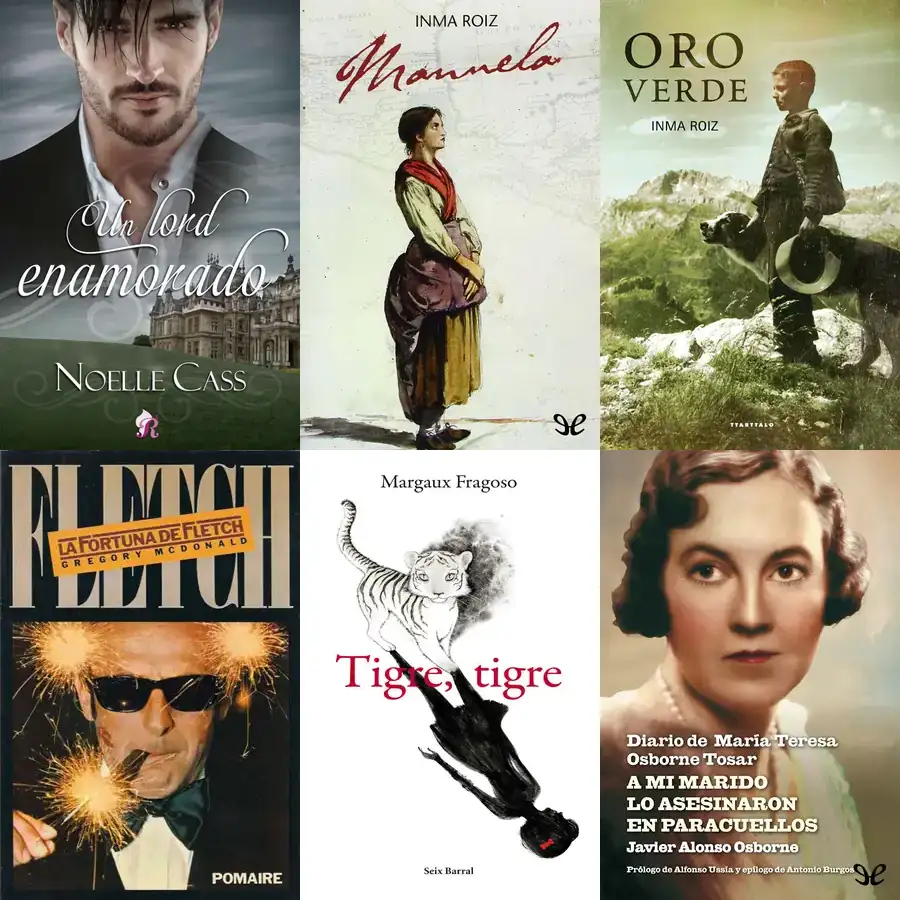 Un lord
enamorado
NOELLE CASS
R
INMA ROIZ
Manuela
ORO
VERDE
INMA ROIZ
TTARTTALO
FLETCH
LA FORTUNA DE FLETCH
GREGORY MCDONALD
POMAIRE
Margaux Fragoso
Tigre, tigre
Seix Barral
Diario de María Teresa
Osborne Tosar
A MI MARIDO
LO ASESINARON
EN PARACUELLOS
Javier Alonso Osborne
Prólogo de Alfonso Ussía y epílogo de Antonio Burgos